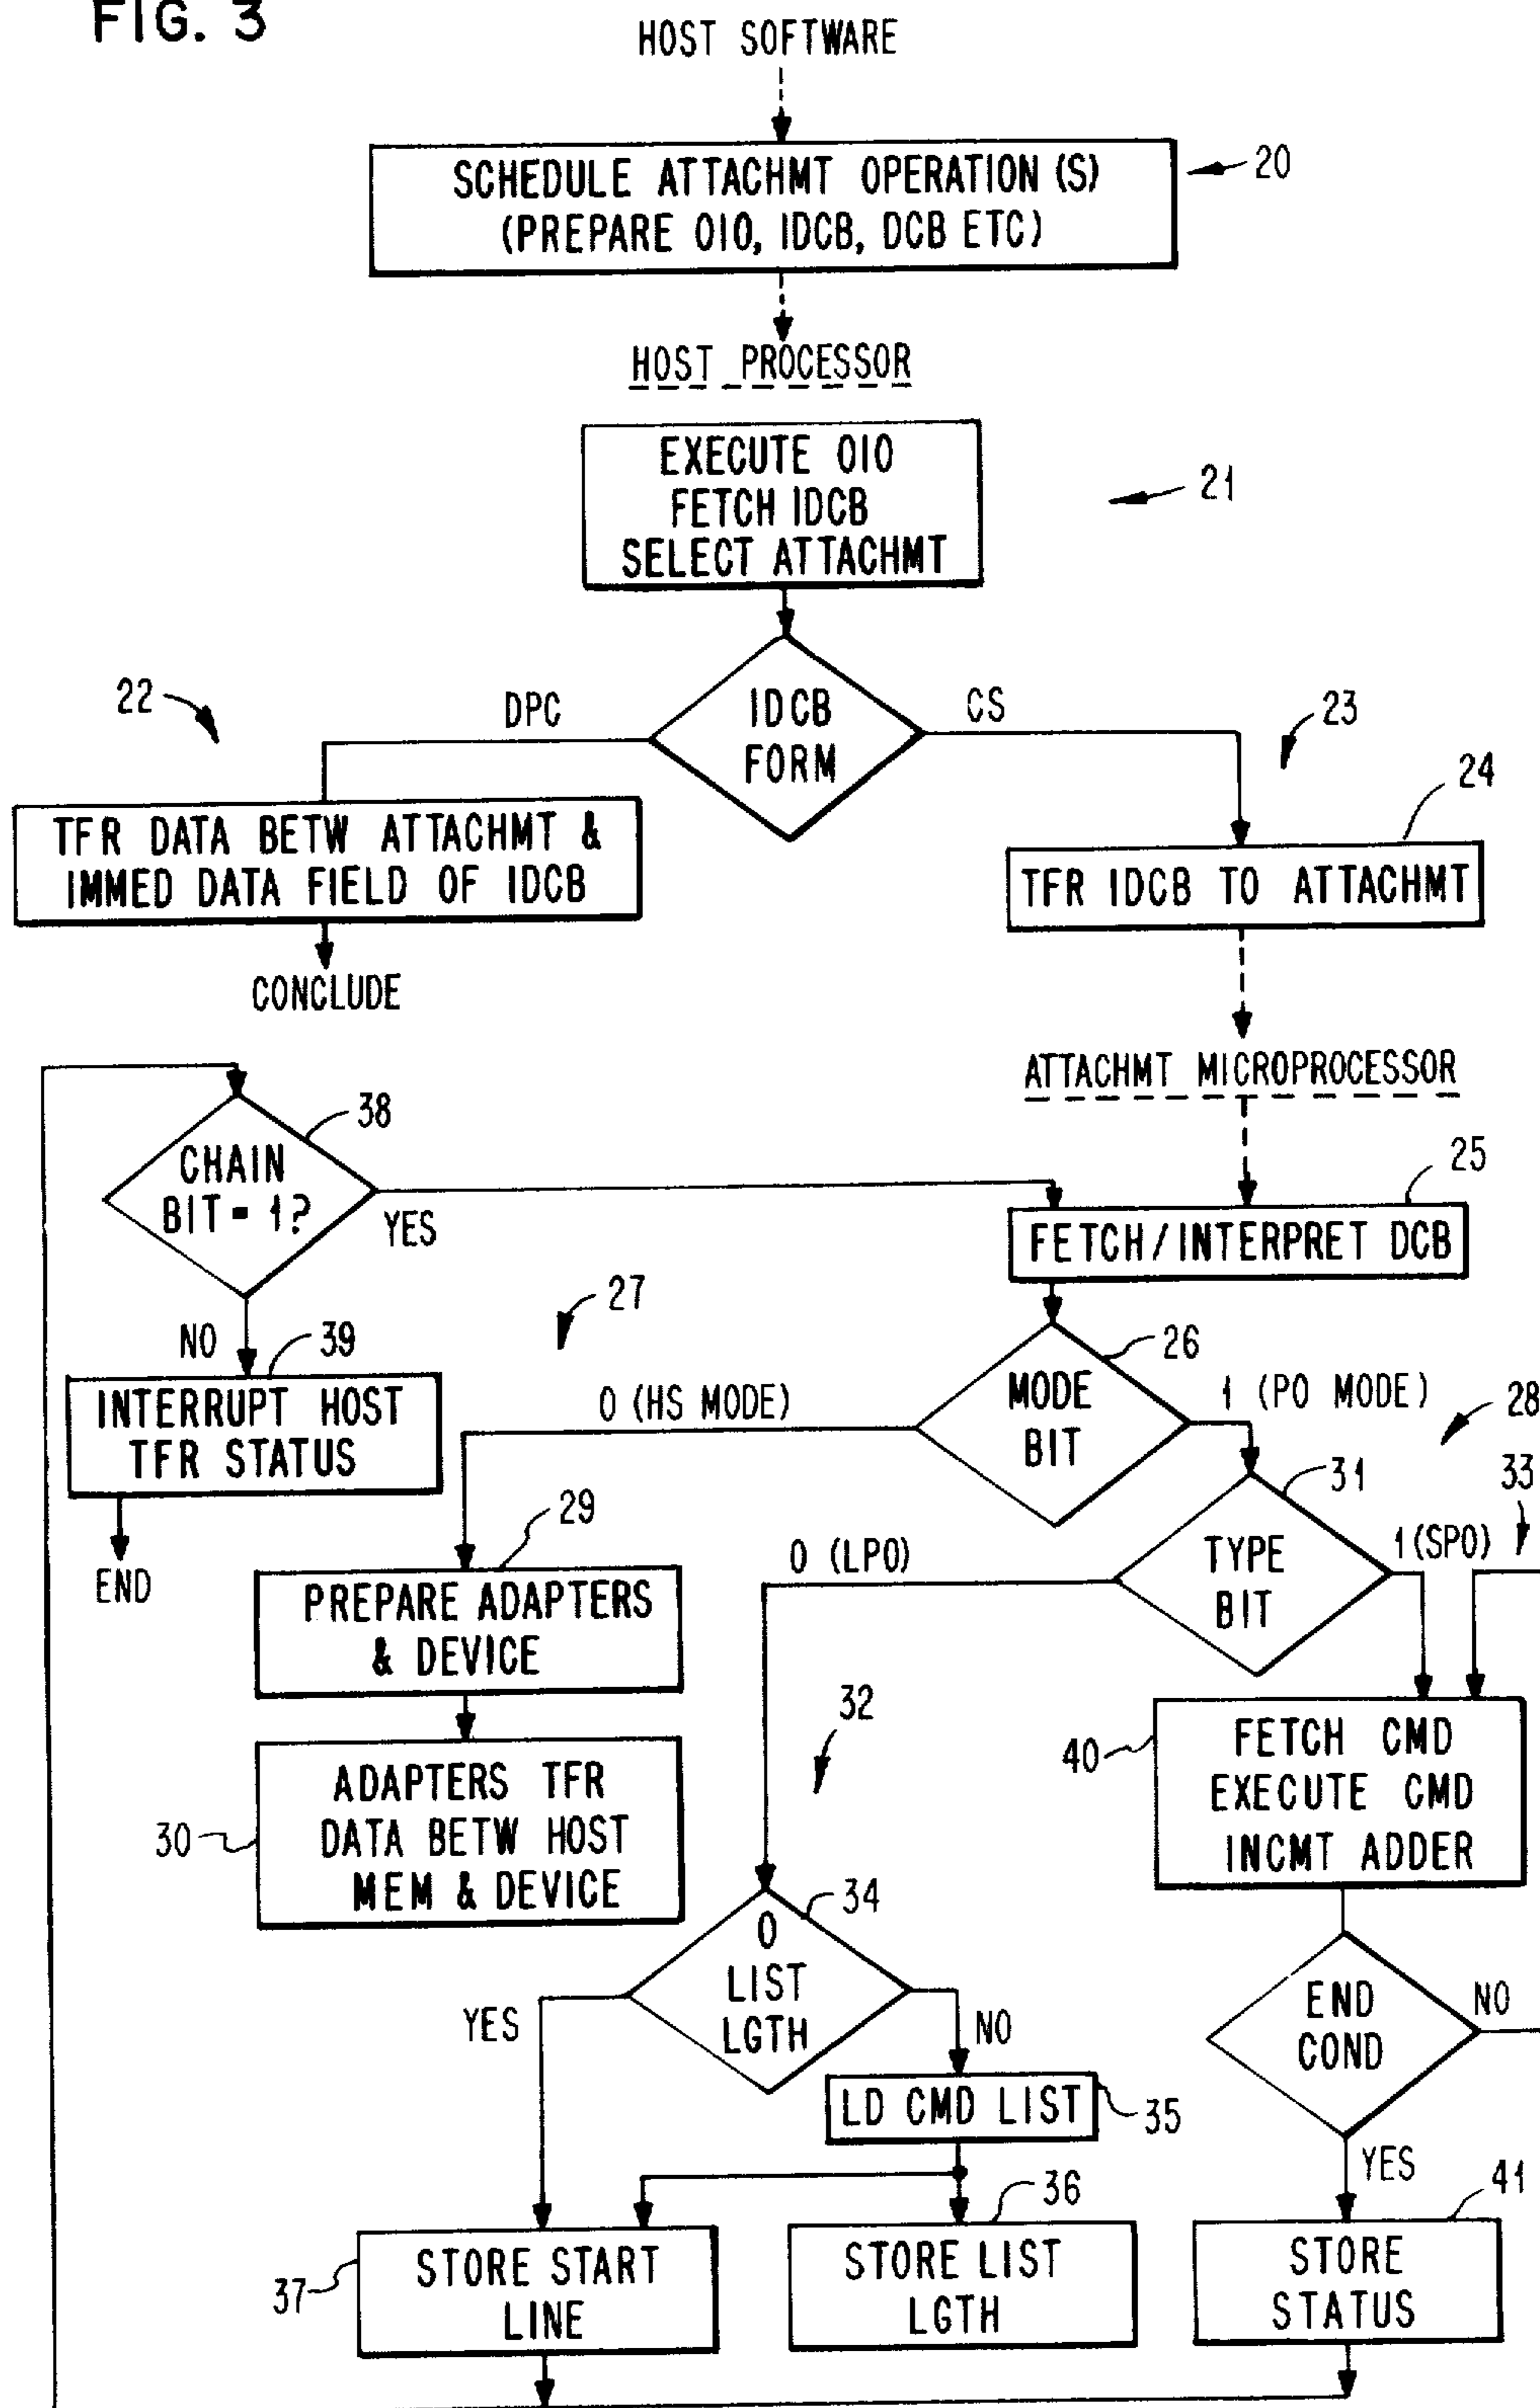 FIG. 3
HOST SOFTWARE
SCHEDULE ATTACHMT OPERATION (S)
(PREPARE OIO, IDCB, DCB ETC)
20
HOST PROCESSOR
EXECUTE OIO
FETCH IDCB
SELECT ATTACHMT
21
22
DPC
IDCB
FORM
CS
23
24
TFR DATA BETW ATTACHMT &
IMMED DATA FIELD OF IDCB
TFR IDCB TO ATTACHMT
CONCLUDE
ATTACHMT MICROPROCESSOR
38
CHAIN
BIT = 1?
YES
25
FETCH/INTERPRET DCB
27
NO
39
26
INTERRUPT HOST
TFR STATUS
0 (HS MODE)
MODE
BIT
1 (PO MODE)
28
END
29
31
33
0 (LPO)
TYPE
BIT
1(SPO)
PREPARE ADAPTERS
& DEVICE
32
ADAPTERS TFR
DATA BETW HOST
MEM & DEVICE
30
40
FETCH CMD
EXECUTE CMD
INCMT ADDER
34
0
LIST
LGTH
YES
NO
END
COND
NO
LD CMD LIST
35
YES
36
41
37
STORE START
LINE
STORE LIST
LGTH
STORE
STATUS